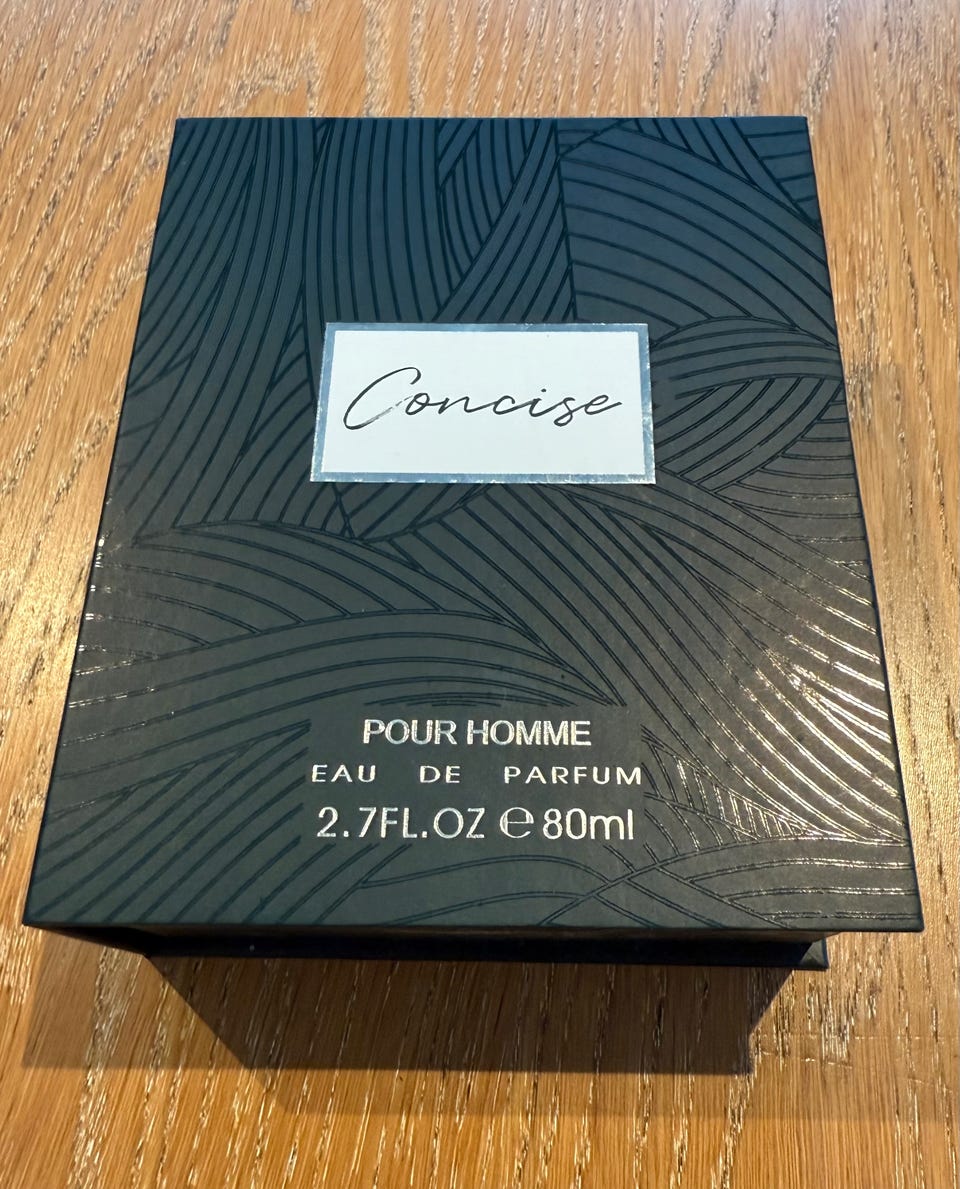 Concise
POUR HOMME
EAU DE PARFUM
2.7FL.OZ ℮ 80ml